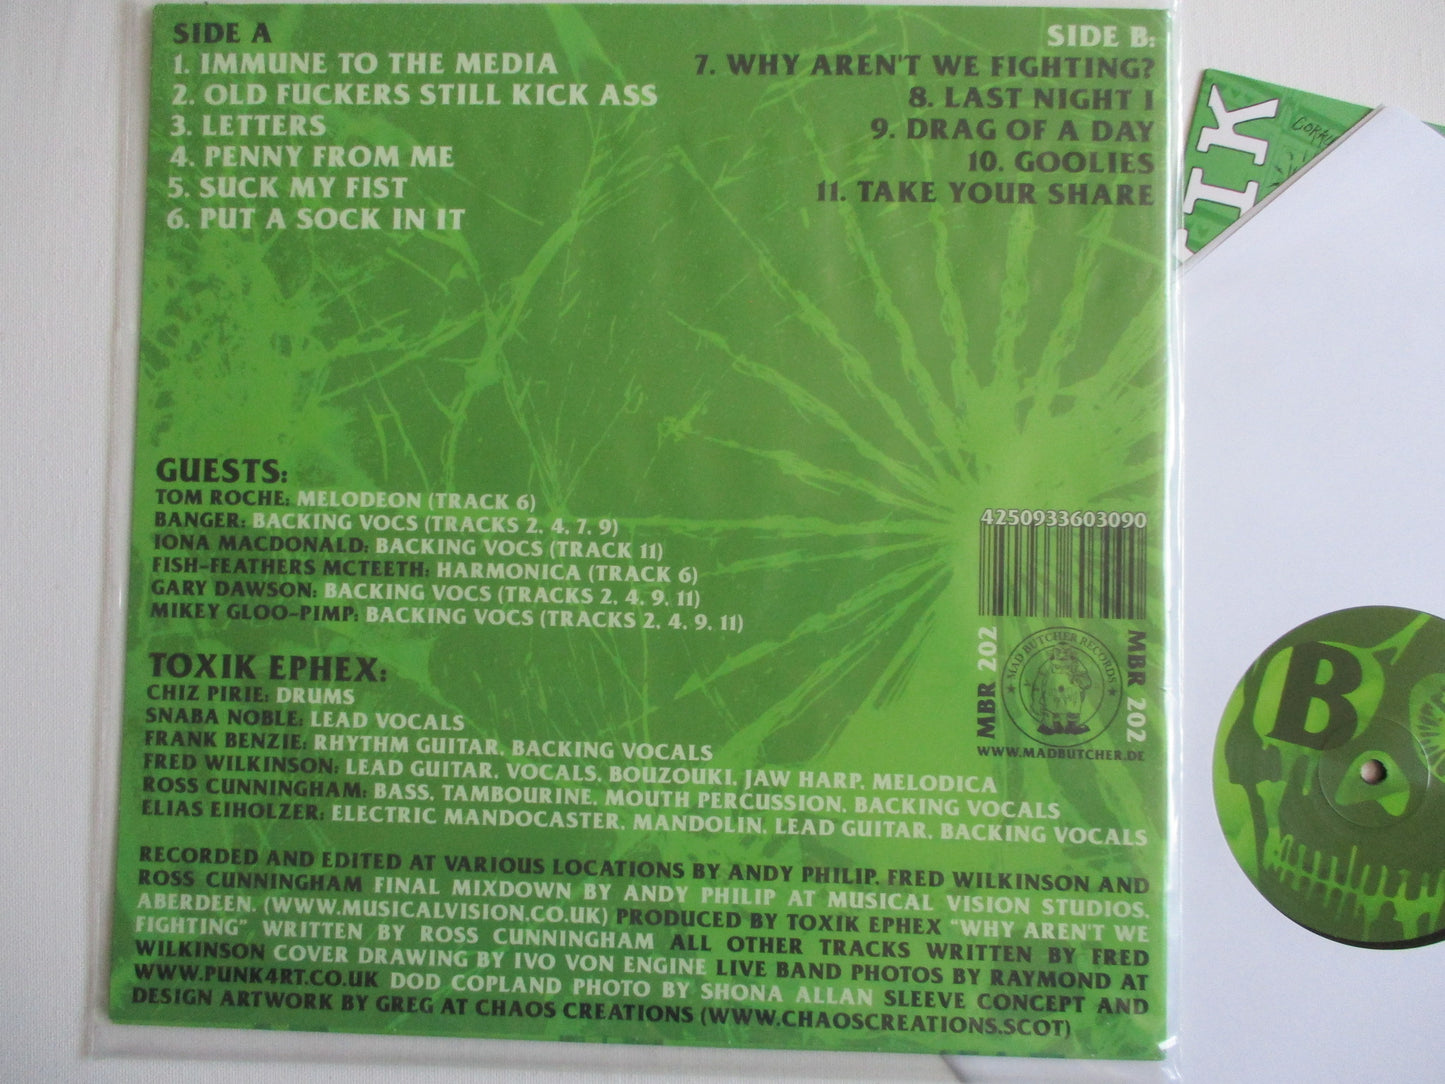 SIDE A
1. IMMUNE TO THE MEDIA
2. OLD FUCKERS STILL KICK ASS
3. LETTERS
4. PENNY FROM ME
5. SUCK MY FIST
6. PUT A SOCK IN IT
SIDE B:
7. WHY AREN'T WE FIGHTING?
8. LAST NIGHT I
9. DRAG OF A DAY
10. GOOLIES
11. TAKE YOUR SHARE
IK
GUESTS:
TOM ROCHE: MELODEON (TRACK 6)
BANGER: BACKING VOCS (TRACKS 2, 4, 7, 9)
IONA MACDONALD: BACKING VOCS (TRACK 11)
FISH-FEATHERS MCTEETH: HARMONICA (TRACK 6)
GARY DAWSON: BACKING VOCS (TRACKS 2, 4, 9, 11)
MIKEY GLOO-PIMP: BACKING VOCS (TRACKS 2, 4, 9, 11)
4250933603090
MBR 202
MAD BUTCHER RECORDS
MBR 202
WWW.MADBUTCHER.DE
B
TOXIK EPHEX:
CHIZ PIRIE: DRUMS
SNABA NOBLE: LEAD VOCALS
FRANK BENZIE: RHYTHM GUITAR, BACKING VOCALS
FRED WILKINSON: LEAD GUITAR, VOCALS, BOUZOUKI, JAW HARP, MELODICA
ROSS CUNNINGHAM: BASS, TAMBOURINE, MOUTH PERCUSSION, BACKING VOCALS
ELIAS EIHOLZER: ELECTRIC MANDOCASTER, MANDOLIN, LEAD GUITAR, BACKING VOCALS
RECORDED AND EDITED AT VARIOUS LOCATIONS BY ANDY PHILIP, FRED WILKINSON AND
ROSS CUNNINGHAM FINAL MIXDOWN BY ANDY PHILIP AT MUSICAL VISION STUDIOS,
ABERDEEN, (WWW.MUSICALVISION.CO.UK) PRODUCED BY TOXIK EPHEX "WHY AREN'T WE
FIGHTING", WRITTEN BY ROSS CUNNINGHAM ALL OTHER TRACKS WRITTEN BY FRED
WILKINSON COVER DRAWING BY IVO VON ENGINE LIVE BAND PHOTOS BY RAYMOND AT
WWW.PUNK4RT.CO.UK DOD COPLAND PHOTO BY SHONA ALLAN SLEEVE CONCEPT AND
DESIGN ARTWORK BY GREG AT CHAOS CREATIONS (WWW.CHAOSCREATIONS.SCOT)